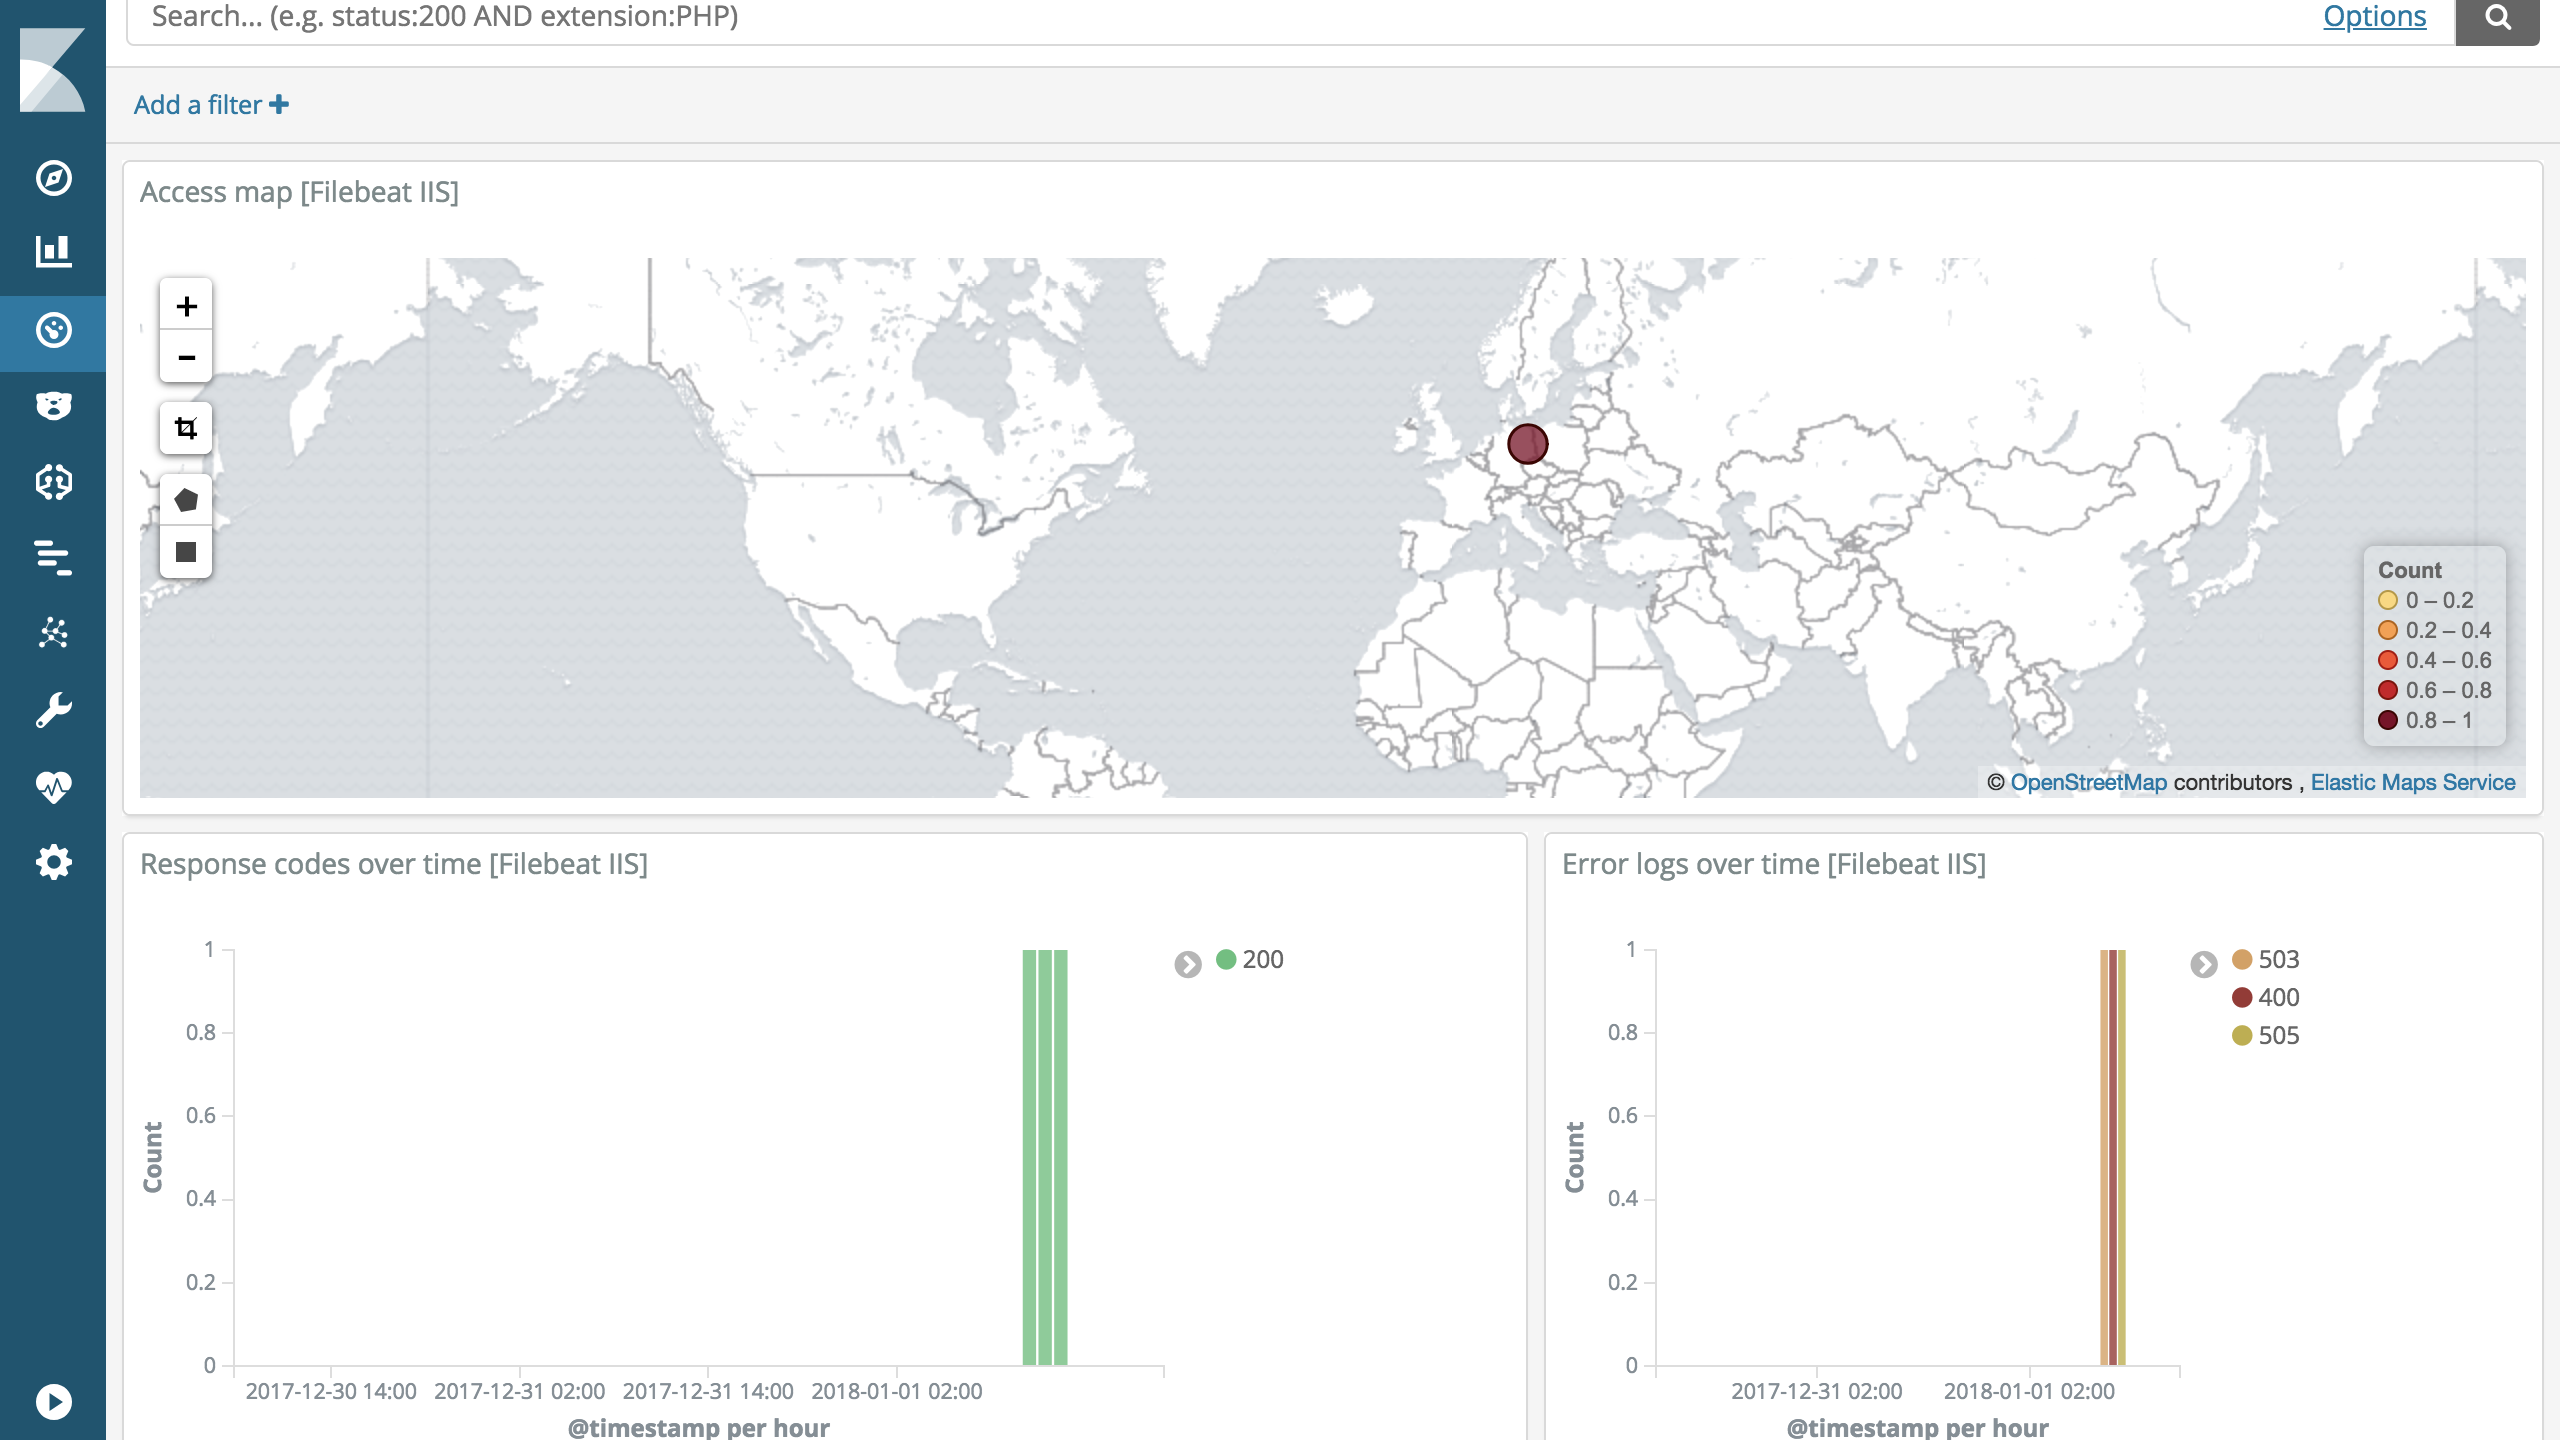 Search... (e.g. status:200 AND extension:PHP)
Options
Add a filter
Access map [Filebeat IIS]
Count
0 – 0.2
0.2 – 0.4
0.4 – 0.6
0.6 – 0.8
0.8 – 1
© OpenStreetMap contributors , Elastic Maps Service
Response codes over time [Filebeat IIS]
1
0.8
0.6
0.4
0.2
0
Count
2017-12-30 14:00 2017-12-31 02:00 2017-12-31 14:00 2018-01-01 02:00
@timestamp per hour
200
Error logs over time [Filebeat IIS]
1
0.8
0.6
0.4
0.2
0
Count
2017-12-31 02:00 2018-01-01 02:00
@timestamp per hour
503
400
505